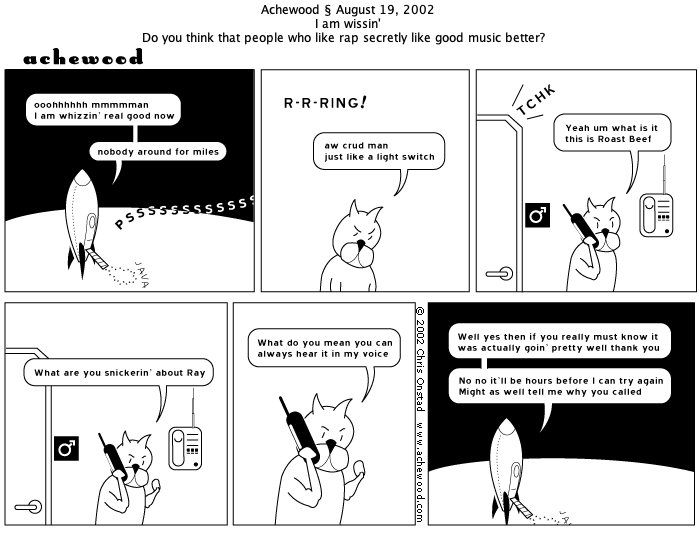 Achewood § August 19, 2002
I am wissin'
Do you think that people who like rap secretly like good music better?
achewood
ooohhhhhh mmmmman
I am whizzin' real good now
nobody around for miles
PSSSSSSSSSSSS
JAVA
R-R-RING!
aw crud man
just like a light switch
TCHK
Yeah um what is it
this is Roast Beef
What are you snickerin' about Ray
What do you mean you can
always hear it in my voice
© 2002 Chris Onstad www.achewood.com
Well yes then if you really must know it
was actually goin' pretty well thank you
No no it'll be hours before I can try again
Might as well tell me why you called
JA